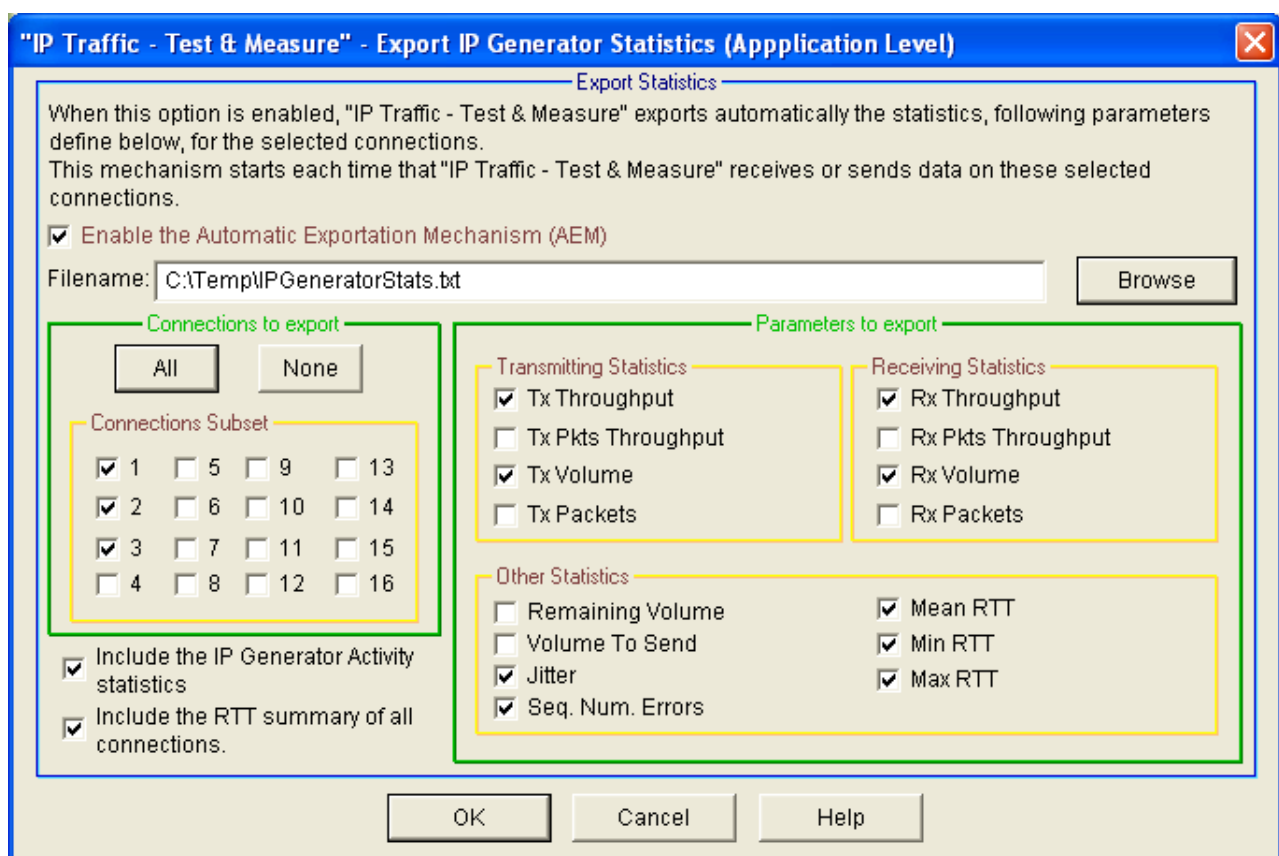 "IP Traffic - Test & Measure" - Export IP Generator Statistics (Appplication Level)
Export Statistics
When this option is enabled, "IP Traffic - Test & Measure" exports automatically the statistics, following parameters
define below, for the selected connections.
This mechanism starts each time that "IP Traffic - Test & Measure" receives or sends data on these selected
connections.
Enable the Automatic Exportation Mechanism (AEM)
Filename: C:\Temp\IPGeneratorStats.txt Browse
Connections to export
All None
Connections Subset
1 5 9 13
2 6 10 14
3 7 11 15
4 8 12 16
Include the IP Generator Activity
statistics
Include the RTT summary of all
connections.
Parameters to export
Transmitting Statistics
Tx Throughput
Tx Pkts Throughput
Tx Volume
Tx Packets
Receiving Statistics
Rx Throughput
Rx Pkts Throughput
Rx Volume
Rx Packets
Other Statistics
Remaining Volume
Volume To Send
Jitter
Seq. Num. Errors
Mean RTT
Min RTT
Max RTT
OK Cancel Help